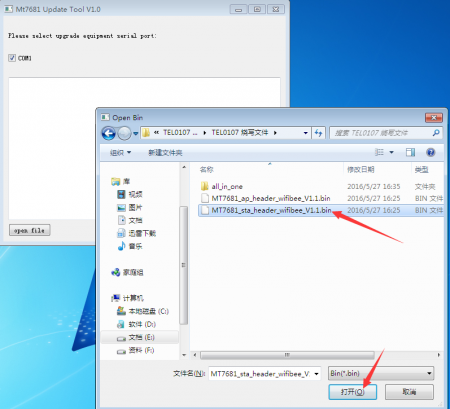 Mt7681 Update Tool V1.0
Please select upgrade equipment serial port:
COM1
open file
Open Bin
« TEL0107 ... ▸ TEL0107 烧写文件 ▸
搜索 TEL0107 烧写文件
组织 新建文件夹
名称 修改日期 类型
all_in_one 2016/5/27 16:35 文件夹
MT7681_ap_header_wifibee_V1.1.bin 2016/5/27 16:25 BIN 文件
MT7681_sta_header_wifibee_V1.1.bin 2016/5/27 16:25 BIN 文件
库
视频
图片
文档
迅雷下载
音乐
家庭组
计算机
本地磁盘 (C:)
软件 (D:)
文档 (E:)
资料 (F:)
文件名(N): MT7681_sta_header_wifibee_V1.
Bin(*.bin)
打开(O) 取消